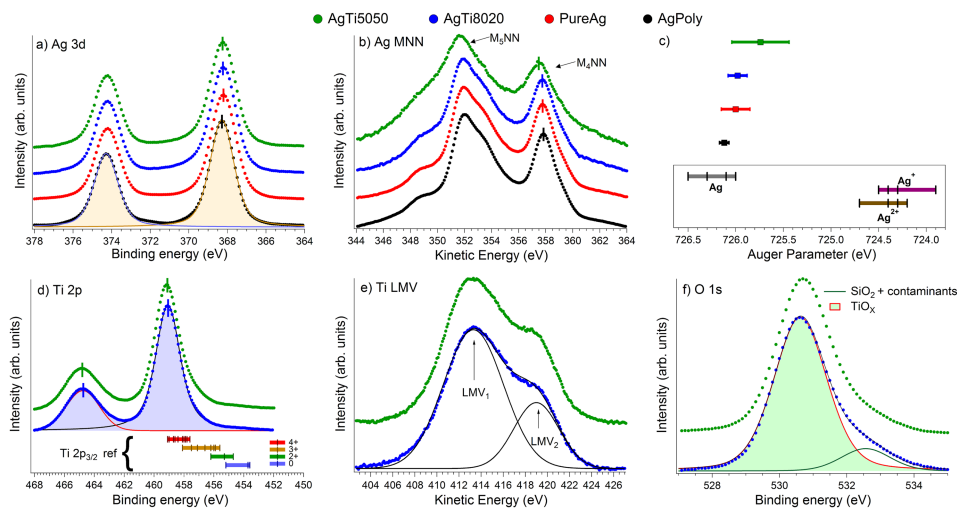 AgTi5050 AgTi8020 PureAg AgPoly
a) Ag 3d
Intensity (arb. units)
378 376 374 372 370 368 366 364
Binding energy (eV)
b) Ag MNN
M₅NN
M₄NN
Intensity (arb. units)
344 346 348 350 352 354 356 358 360 362 364
Kinetic Energy (eV)
c)
Ag
Ag⁺
Ag²⁺
726.5 726.0 725.5 725.0 724.5 724.0
Auger Parameter (eV)
d) Ti 2p
Intensity (arb. units)
Ti 2p₃/₂ ref
4+
3+
2+
0
468 466 464 462 460 458 456 454 452 450
Binding energy (eV)
e) Ti LMV
LMV₁
LMV₂
Intensity (arb. units)
404 406 408 410 412 414 416 418 420 422 424 426
Kinetic Energy (eV)
f) O 1s
SiO₂ + contaminants
TiOₓ
Intensity (arb. units)
528 530 532 534
Binding energy (eV)